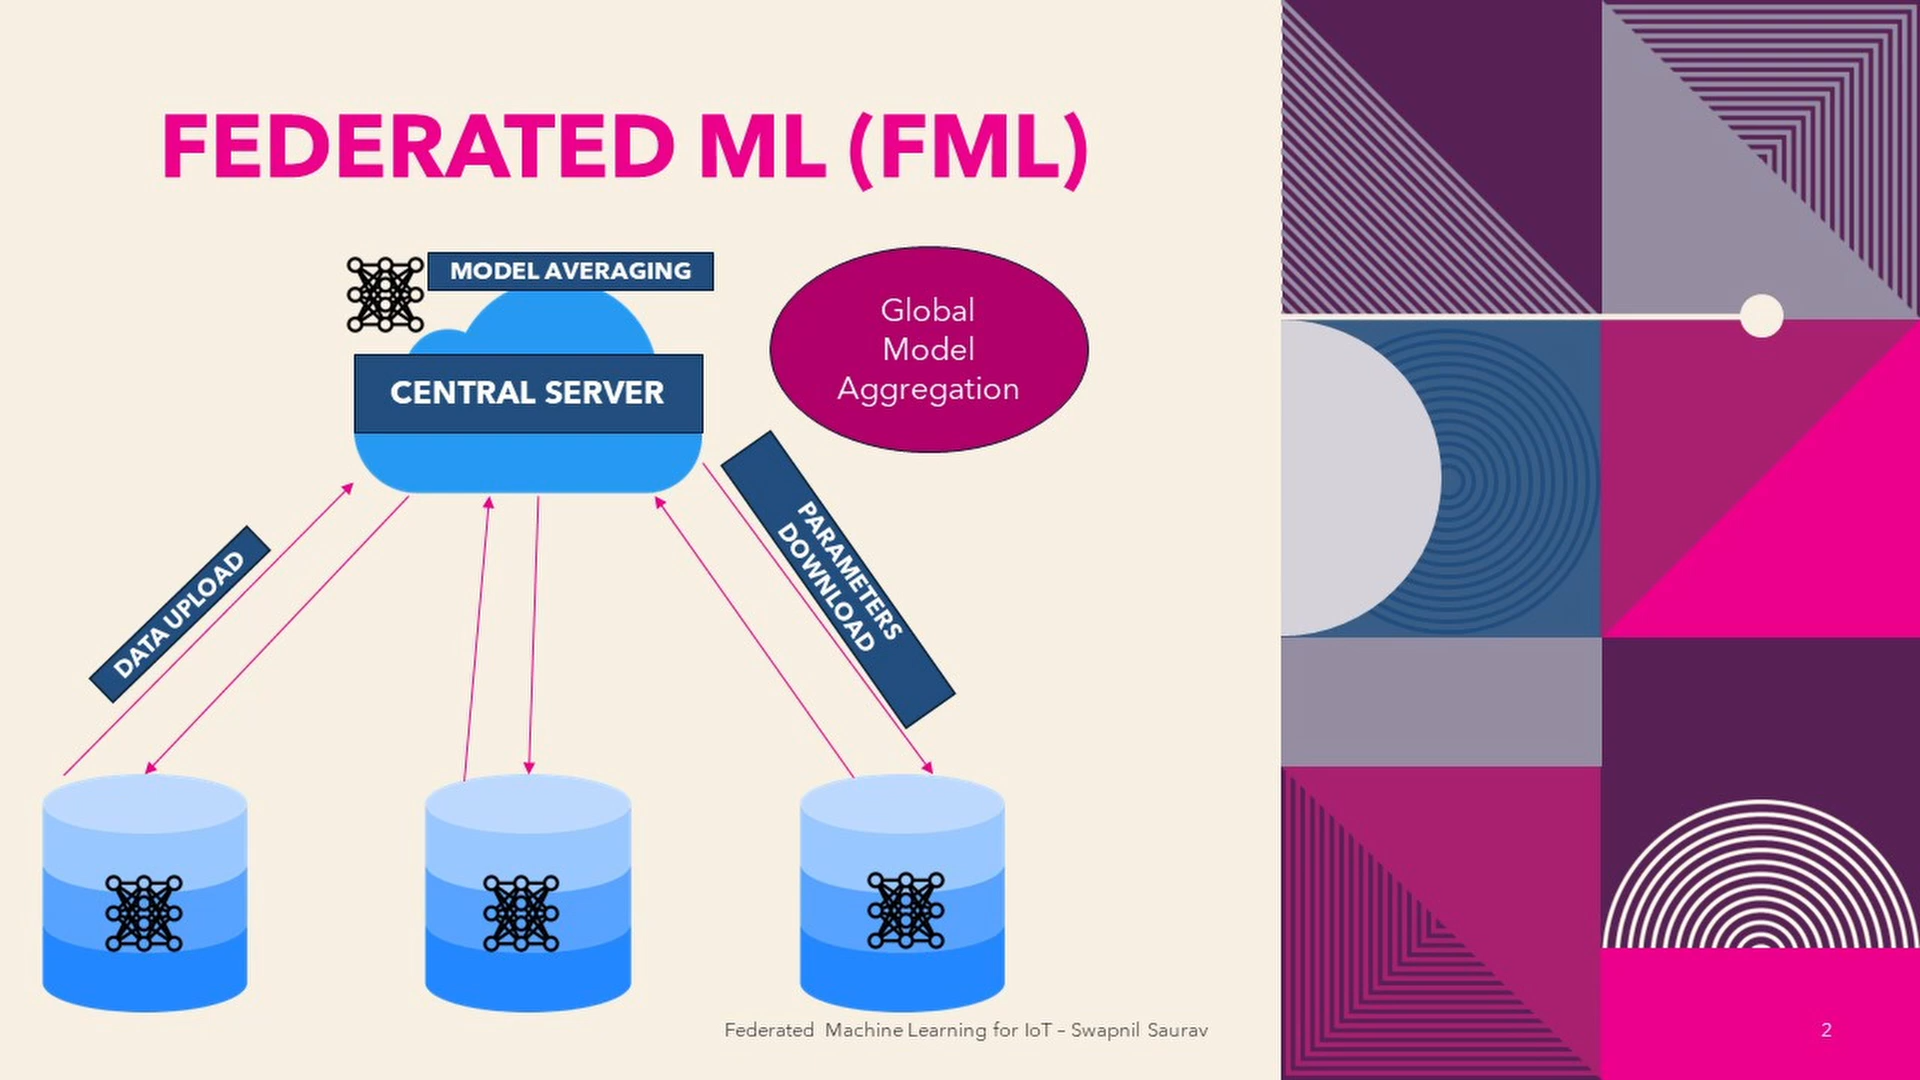 FEDERATED ML (FML)
MODEL AVERAGING
CENTRAL SERVER
Global
Model
Aggregation
DATA UPLOAD
PARAMETERS
DOWNLOAD
Federated Machine Learning for IoT – Swapnil Saurav
2